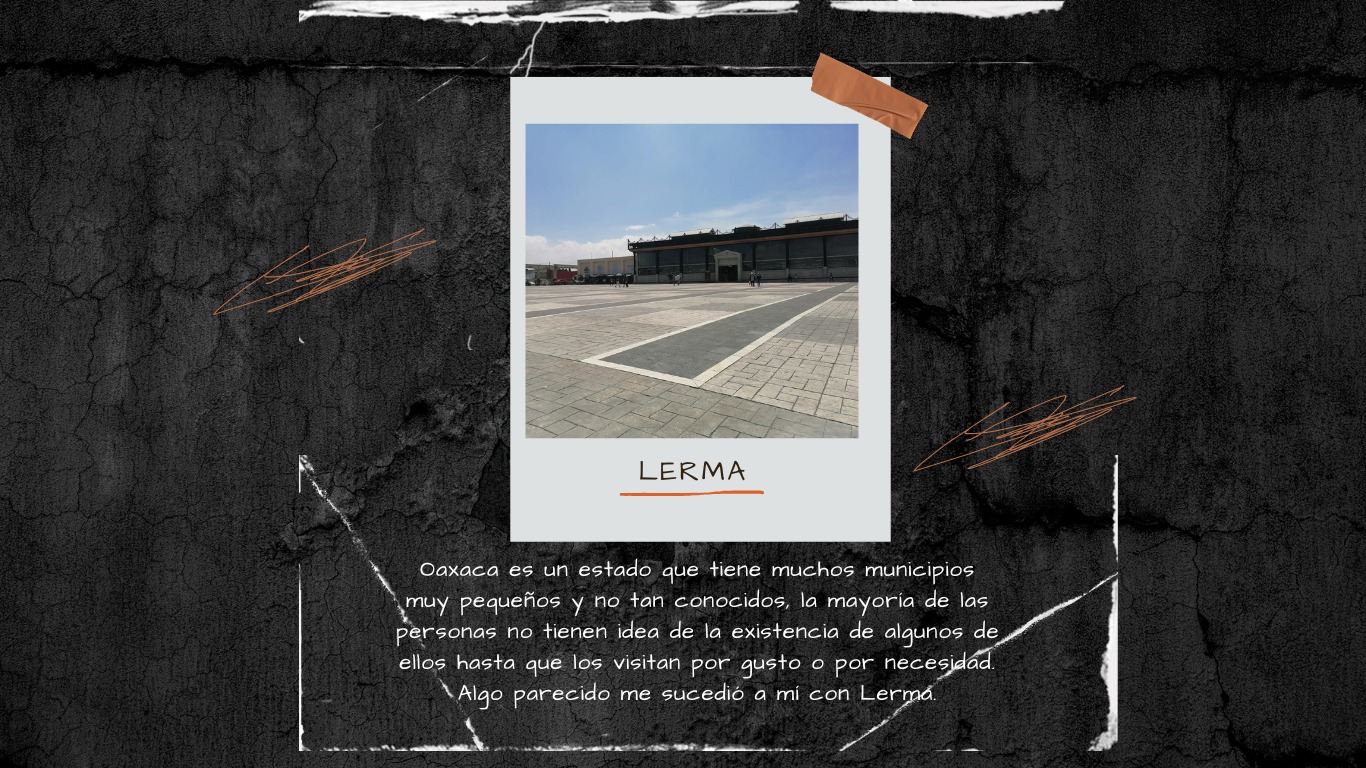 LERMA
Oaxaca es un estado que tiene muchos municipios
muy pequeños y no tan conocidos, la mayoría de las
personas no tienen idea de la existencia de algunos de
ellos hasta que los visitan por gusto o por necesidad.
Algo parecido me sucedió a mí con Lerma.